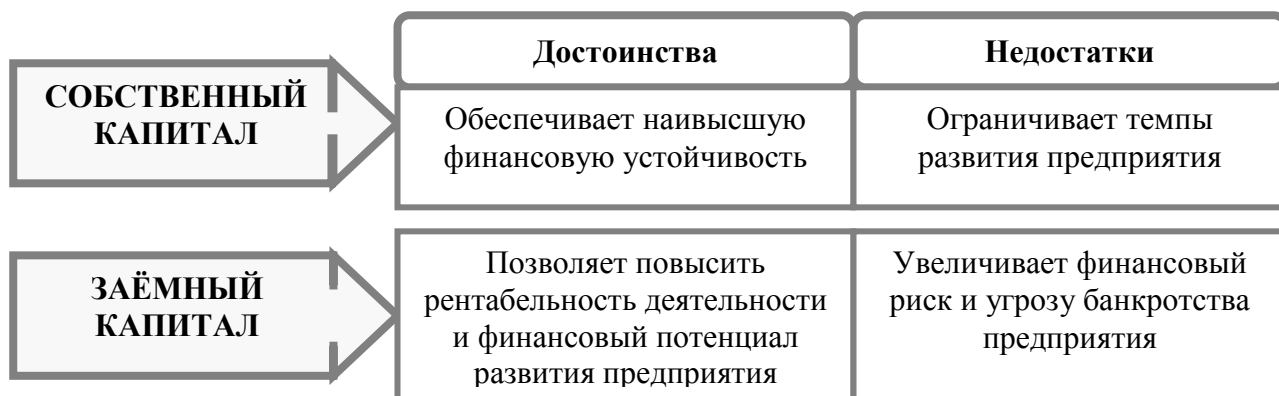 Достоинства
Недостатки
СОБСТВЕННЫЙ
КАПИТАЛ
Обеспечивает наивысшую
финансовую устойчивость
Ограничивает темпы
развития предприятия
ЗАЁМНЫЙ
КАПИТАЛ
Позволяет повысить
рентабельность деятельности
и финансовый потенциал
развития предприятия
Увеличивает финансовый
риск и угрозу банкротства
предприятия